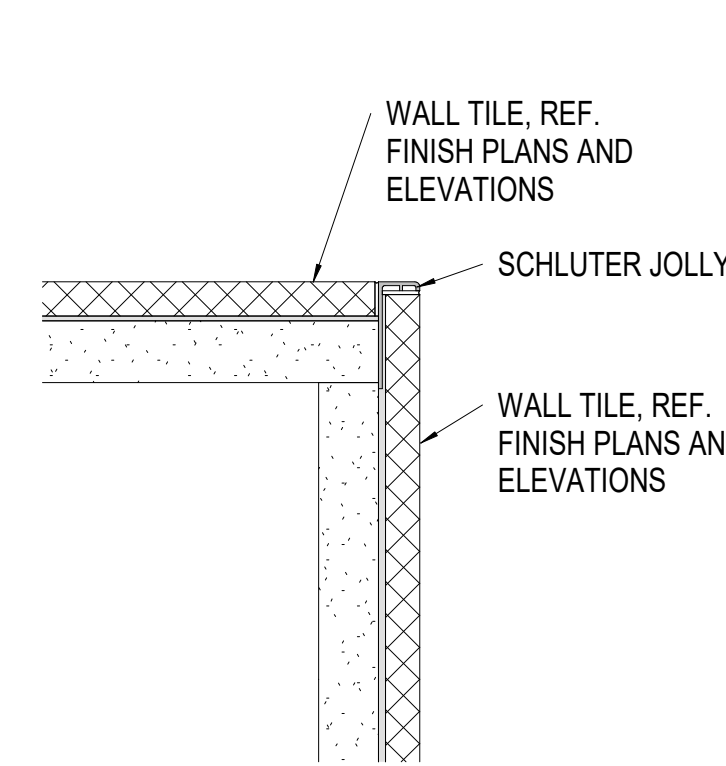 WALL TILE, REF.
FINISH PLANS AND
ELEVATIONS
SCHLUTER JOLLY
WALL TILE, REF.
FINISH PLANS AN
ELEVATIONS